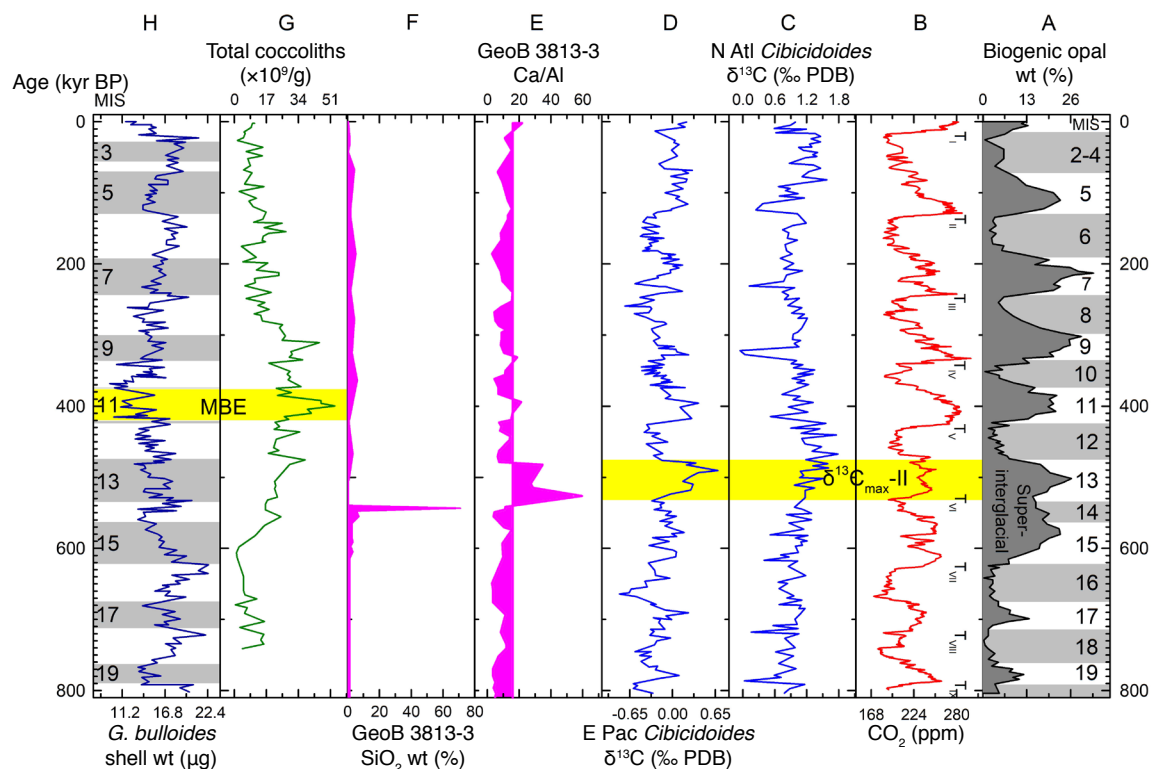 H G F E D C B A
Total coccoliths GeoB 3813-3 N Atl Cibicidoides Biogenic opal
(×10⁹/g) Ca/Al δ¹³C (‰ PDB) wt (%)
Age (kyr BP)
MIS 0 17 34 51 0 20 40 60 0.0 0.6 1.2 1.8 0 13 26
0 MIS 0
3 T I 2-4
5 5
T II 6
200 7 7 200
T III 8
9 9
T IV 10
400 11 MBE 11 400
T V 12
13 δ¹³Cmax-II 13
Super-
interglacial
T VI 14
15 15
600 600
T VII 16
17 17
T VIII 18
19 19
800 800
11.2 16.8 22.4 0 20 40 60 80 -0.65 0.00 0.65 168 224 280
G. bulloides GeoB 3813-3 E Pac Cibicidoides CO₂ (ppm)
shell wt (µg) SiO₂ wt (%) δ¹³C (‰ PDB)